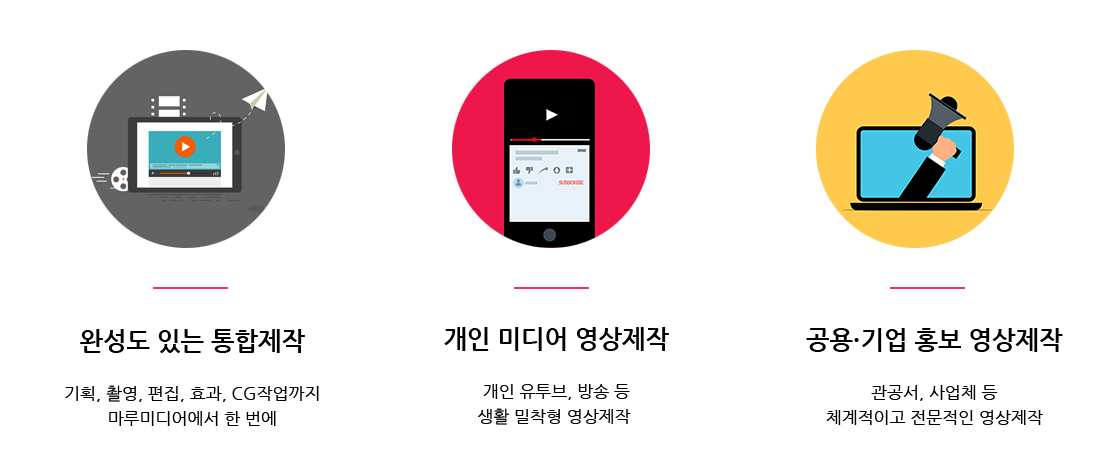 SUBSCRIBE
완성도 있는 통합제작
기획, 촬영, 편집, 효과, CG작업까지
마루미디어에서 한 번에
개인 미디어 영상제작
개인 유투브, 방송 등
생활 밀착형 영상제작
공용·기업 홍보 영상제작
관공서, 사업체 등
체계적이고 전문적인 영상제작